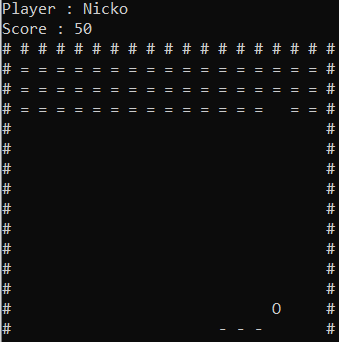 Player : Nicko
Score : 50
# # # # # # # # # # # # # # # # # # #
# = = = = = = = = = = = = = = = = = #
# = = = = = = = = = = = = = = = = = #
# = = = = = = = = = = = = = =   = = #
#                                   #
#                                   #
#                                   #
#                                   #
#                                   #
#                                   #
#                                   #
#                                   #
#                                   #
#                             O     #
#                       - - -       #